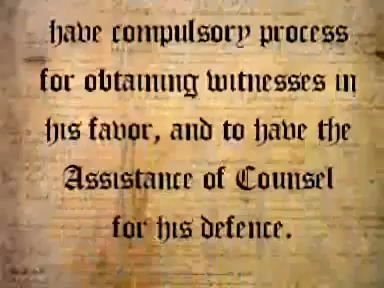 have compulsory process
for obtaining witnesses in
his favor, and to have the
Assistance of Counsel
for his defence.